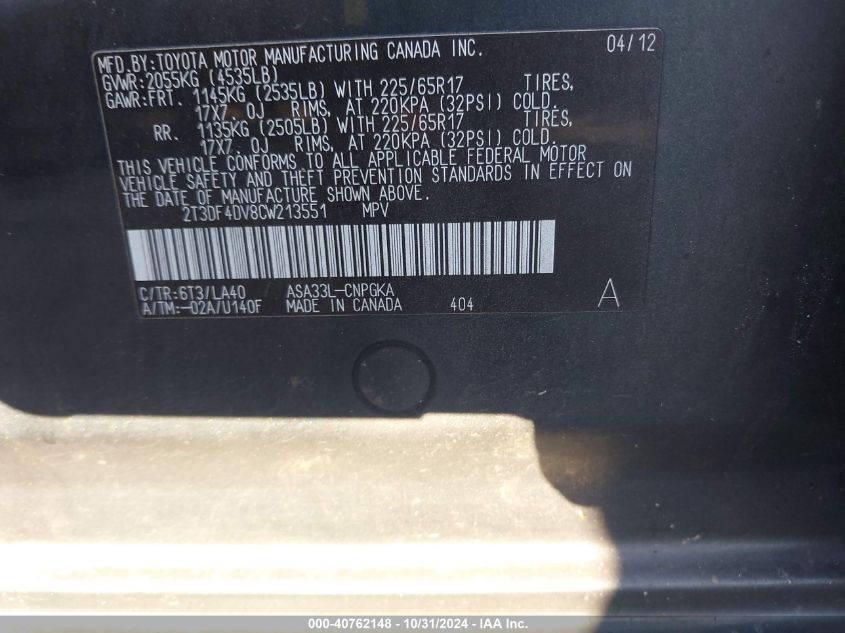 MFD.BY:TOYOTA MOTOR MANUFACTURING CANADA INC. 04/12
GVWR:2055KG (4535LB)
GAWR:FRT. 1145KG (2535LB) WITH 225/65R17 TIRES,
17X7 0J RIMS, AT 220KPA (32PSI) COLD.
RR. 1135KG (2505LB) WITH 225/65R17 TIRES,
17X7 0J RIMS, AT 220KPA (32PSI) COLD.
THIS VEHICLE CONFORMS TO ALL APPLICABLE FEDERAL MOTOR
VEHICLE SAFETY AND THEFT PREVENTION STANDARDS IN EFFECT ON
THE DATE OF MANUFACTURE SHOWN ABOVE.
2T3DF4DV8CW213551 MPV
C/TR:6T3/LA40 ASA33L-CNPGKA
A/TM:-02A/U140F MADE IN CANADA 404 A
000-40762148 - 10/31/2024 - IAA Inc.